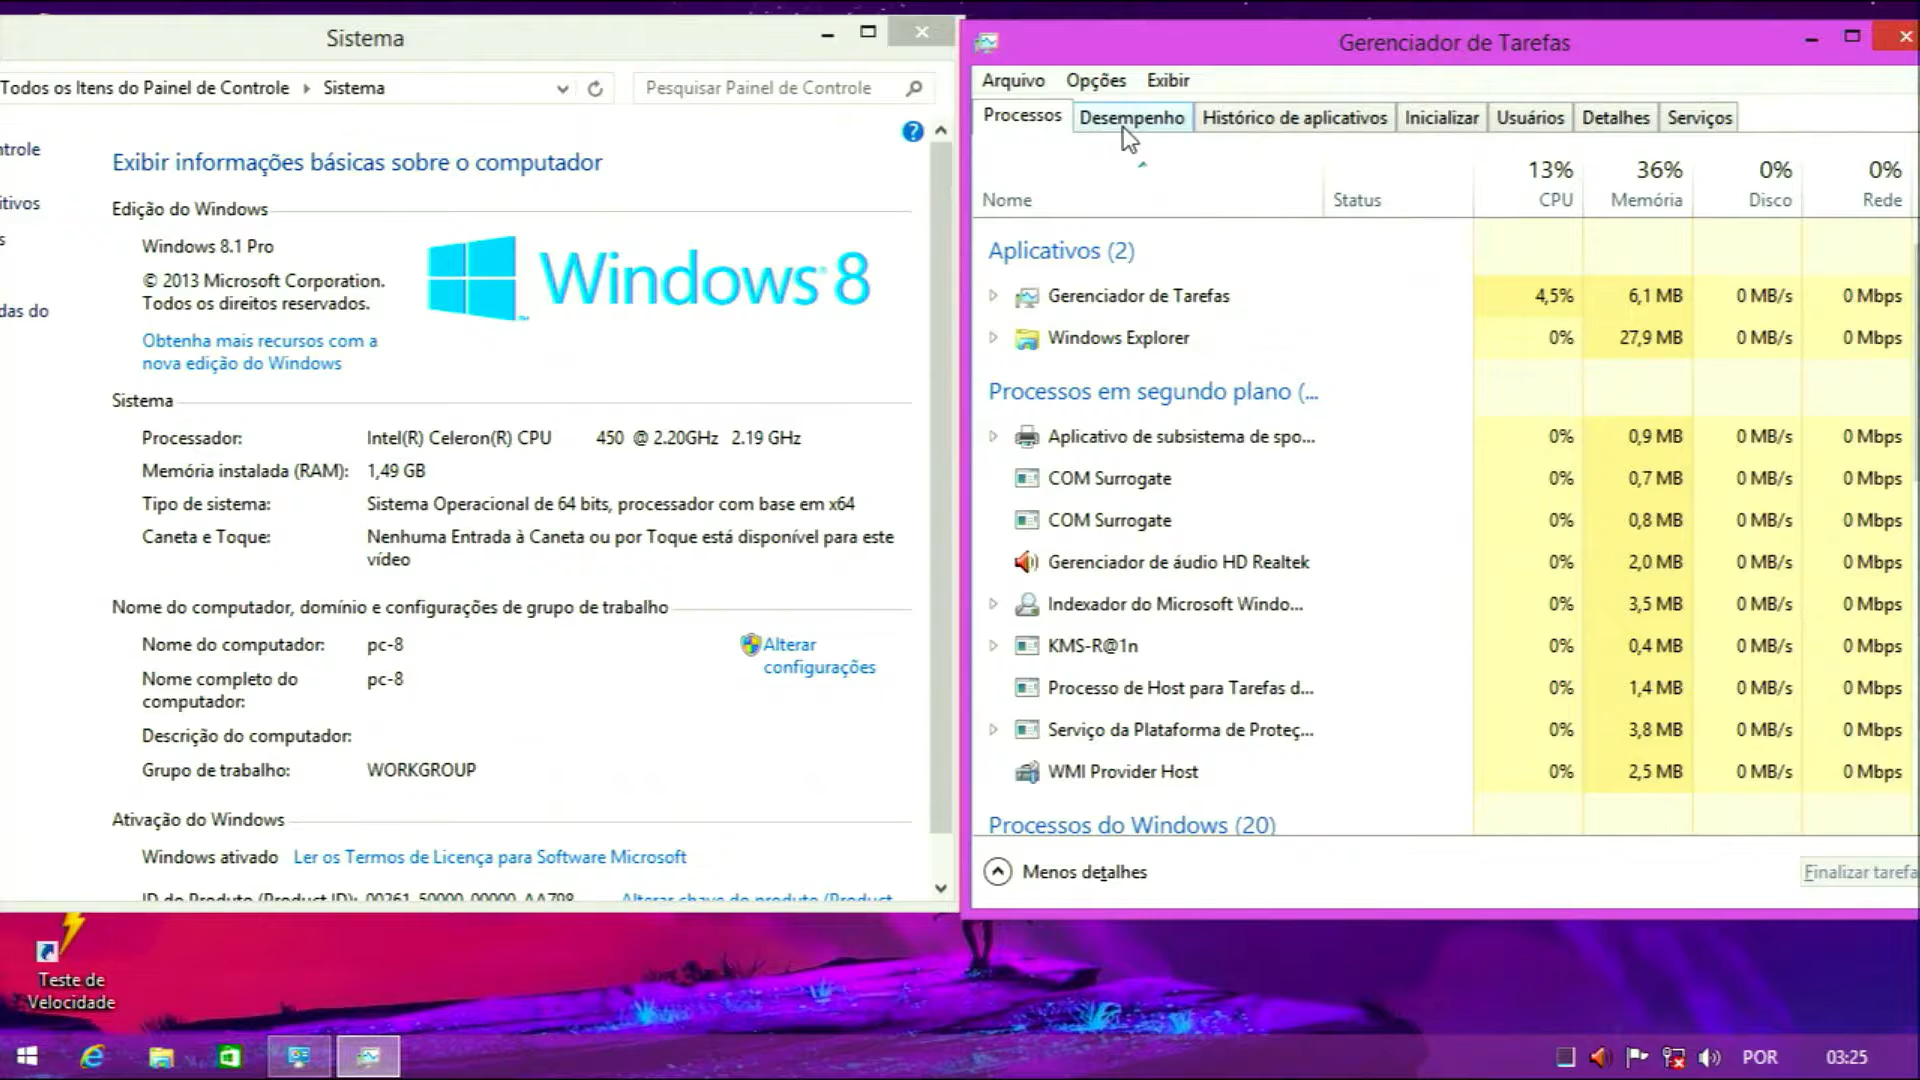 Sistema
Todos os Itens do Painel de Controle
Sistema
Pesquisar Painel de Controle
ntrole
itivos
s
das do
Exibir informações básicas sobre o computador
Edição do Windows
Windows 8.1 Pro
© 2013 Microsoft Corporation.
Todos os direitos reservados.
Windows 8
Obtenha mais recursos com a
nova edição do Windows
Sistema
Processador: Intel(R) Celeron(R) CPU 450 @ 2.20GHz 2.19 GHz
Memória instalada (RAM): 1,49 GB
Tipo de sistema: Sistema Operacional de 64 bits, processador com base em x64
Caneta e Toque: Nenhuma Entrada à Caneta ou por Toque está disponível para este
vídeo
Nome do computador, domínio e configurações de grupo de trabalho
Nome do computador: pc-8
Alterar
configurações
Nome completo do
computador: pc-8
Descrição do computador:
Grupo de trabalho: WORKGROUP
Ativação do Windows
Windows ativado Ler os Termos de Licença para Software Microsoft
ID do Produto (Product ID): 00261-50000-00000-AA798 Alterar chave do produto (Product
Gerenciador de Tarefas
Arquivo Opções Exibir
Processos Desempenho Histórico de aplicativos Inicializar Usuários Detalhes Serviços
13% 36% 0% 0%
Nome Status CPU Memória Disco Rede
Aplicativos (2)
Gerenciador de Tarefas 4,5% 6,1 MB 0 MB/s 0 Mbps
Windows Explorer 0% 27,9 MB 0 MB/s 0 Mbps
Processos em segundo plano (...
Aplicativo de subsistema de spo... 0% 0,9 MB 0 MB/s 0 Mbps
COM Surrogate 0% 0,7 MB 0 MB/s 0 Mbps
COM Surrogate 0% 0,8 MB 0 MB/s 0 Mbps
Gerenciador de áudio HD Realtek 0% 2,0 MB 0 MB/s 0 Mbps
Indexador do Microsoft Windo... 0% 3,5 MB 0 MB/s 0 Mbps
KMS-R@1n 0% 0,4 MB 0 MB/s 0 Mbps
Processo de Host para Tarefas d... 0% 1,4 MB 0 MB/s 0 Mbps
Serviço da Plataforma de Proteç... 0% 3,8 MB 0 MB/s 0 Mbps
WMI Provider Host 0% 2,5 MB 0 MB/s 0 Mbps
Processos do Windows (20)
Menos detalhes
Finalizar tarefa
Teste de
Velocidade
POR 03:25